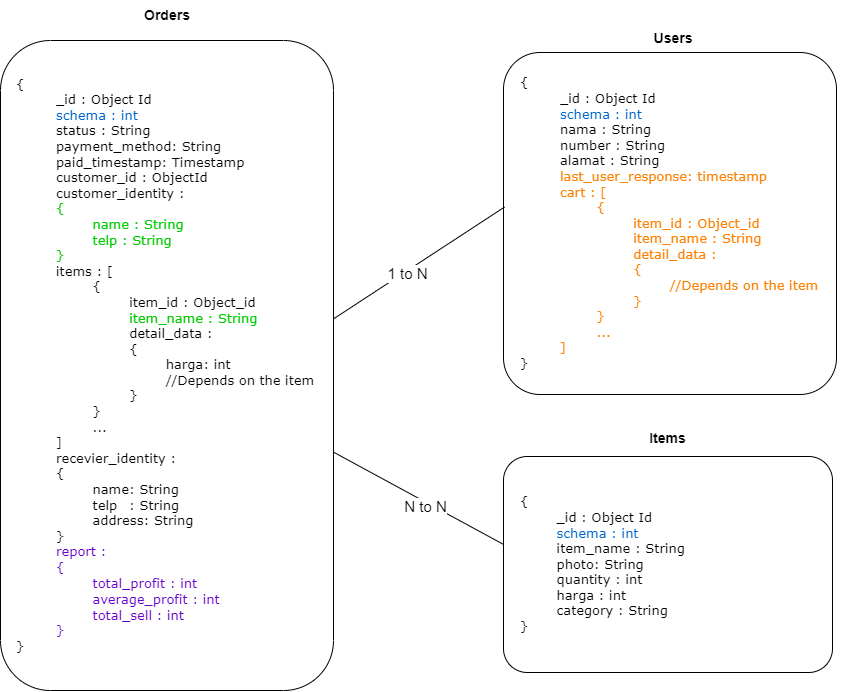 Orders
{
_id : Object Id
schema : int
status : String
payment_method: String
paid_timestamp: Timestamp
customer_id : ObjectId
customer_identity :
{
name : String
telp : String
}
items : [
{
item_id : Object_id
item_name : String
detail_data :
{
harga: int
//Depends on the item
}
}
...
]
recevier_identity :
{
name: String
telp : String
address: String
}
report :
{
total_profit : int
average_profit : int
total_sell : int
}
}
1 to N
N to N
Users
{
_id : Object Id
schema : int
nama : String
number : String
alamat : String
last_user_response: timestamp
cart : [
{
item_id : Object_id
item_name : String
detail_data :
{
//Depends on the item
}
}
...
]
}
Items
{
_id : Object Id
schema : int
item_name : String
photo: String
quantity : int
harga : int
category : String
}